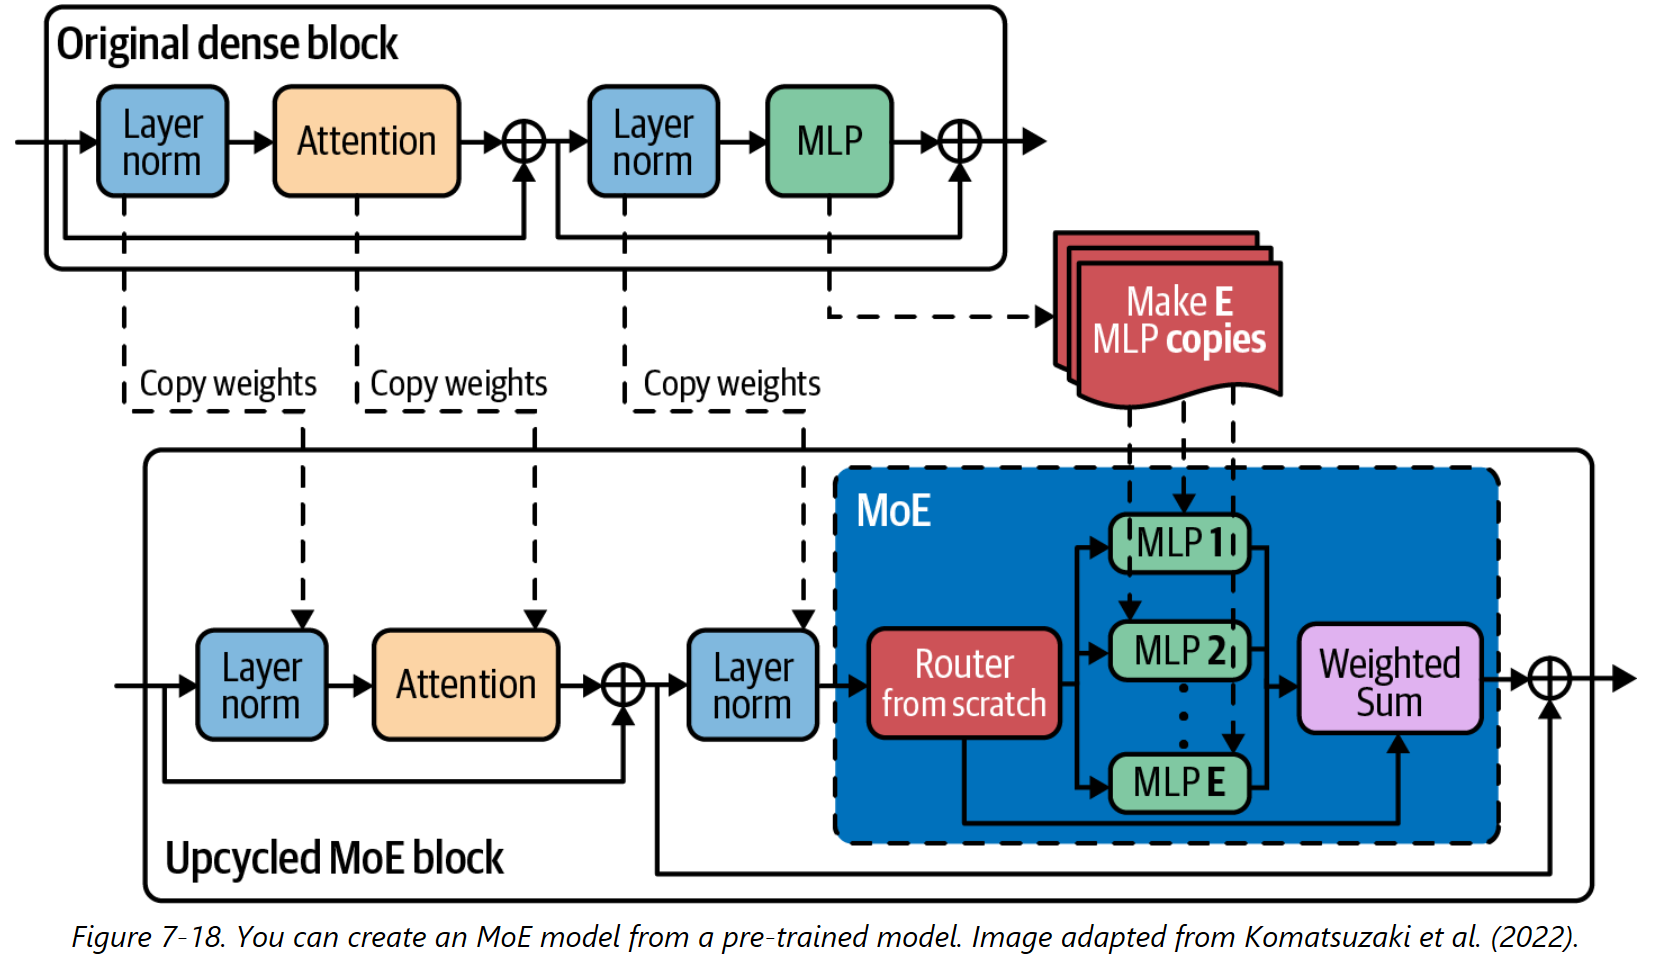 Original dense block
Layer
norm
Attention
Layer
norm
MLP
Make E
MLP copies
Copy weights
Copy weights
Copy weights
MoE
MLP 1
MLP 2
MLP E
Layer
norm
Attention
Layer
norm
Router
from scratch
Weighted
Sum
Upcycled MoE block
Figure 7-18. You can create an MoE model from a pre-trained model. Image adapted from Komatsuzaki et al. (2022).